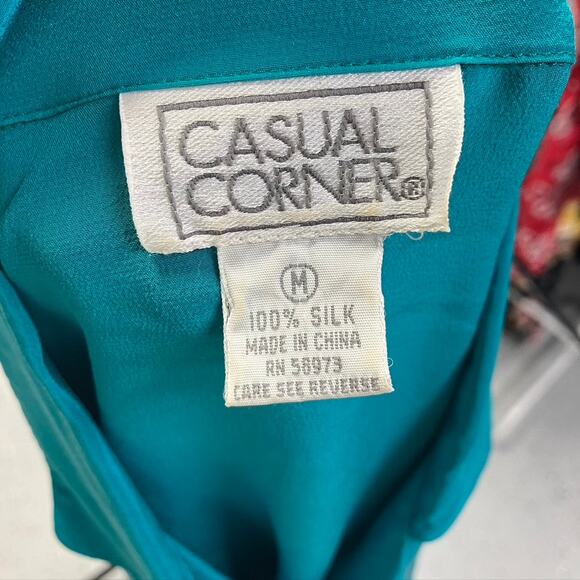 CASUAL
CORNER®
M
100% SILK
MADE IN CHINA
RN 58973
CARE SEE REVERSE